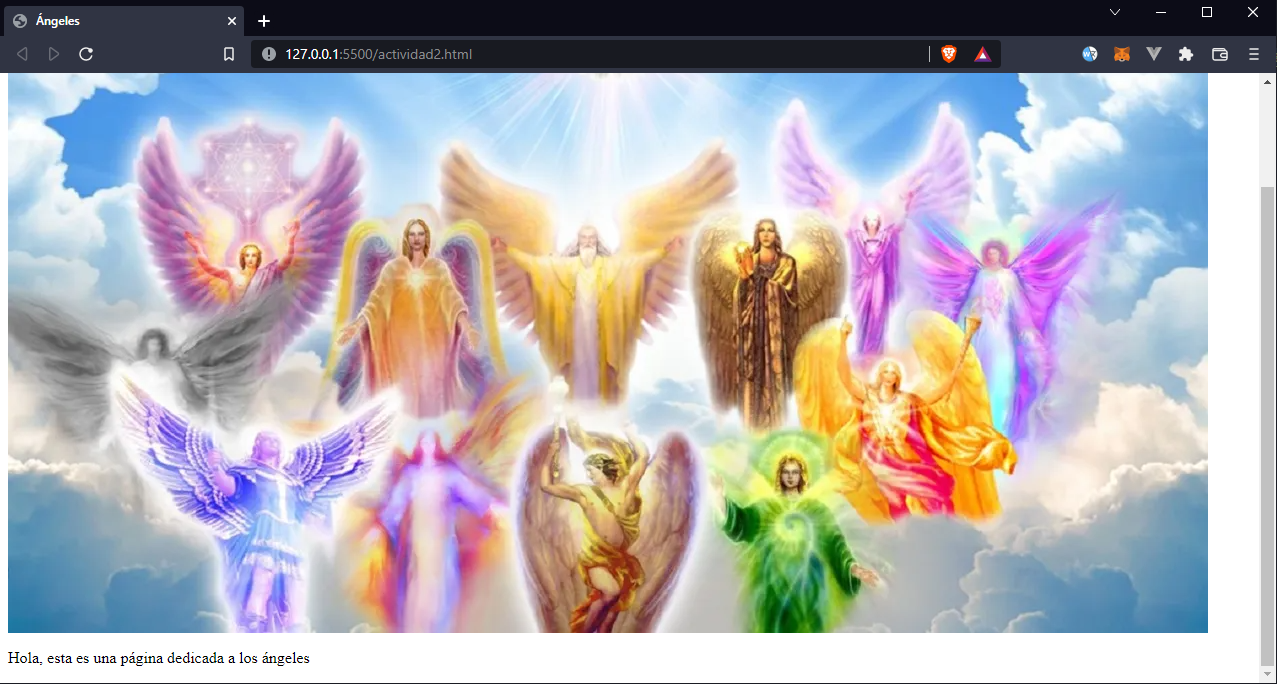 Ángeles
127.0.0.1:5500/actividad2.html
Hola, esta es una página dedicada a los ángeles